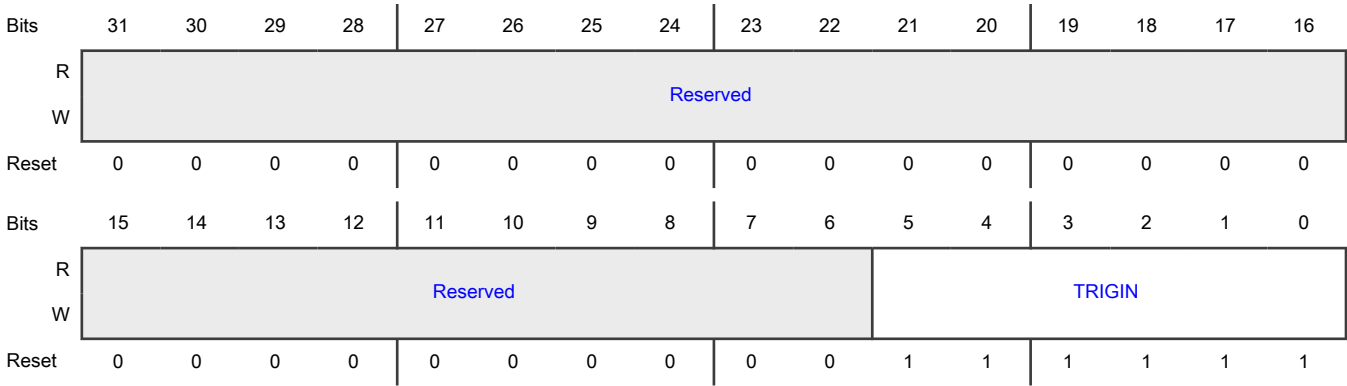 Bits 31 30 29 28 27 26 25 24 23 22 21 20 19 18 17 16
R
Reserved
W
Reset 0 0 0 0 0 0 0 0 0 0 0 0 0 0 0 0
Bits 15 14 13 12 11 10 9 8 7 6 5 4 3 2 1 0
R
Reserved TRIGIN
W
Reset 0 0 0 0 0 0 0 0 0 0 1 1 1 1 1 1